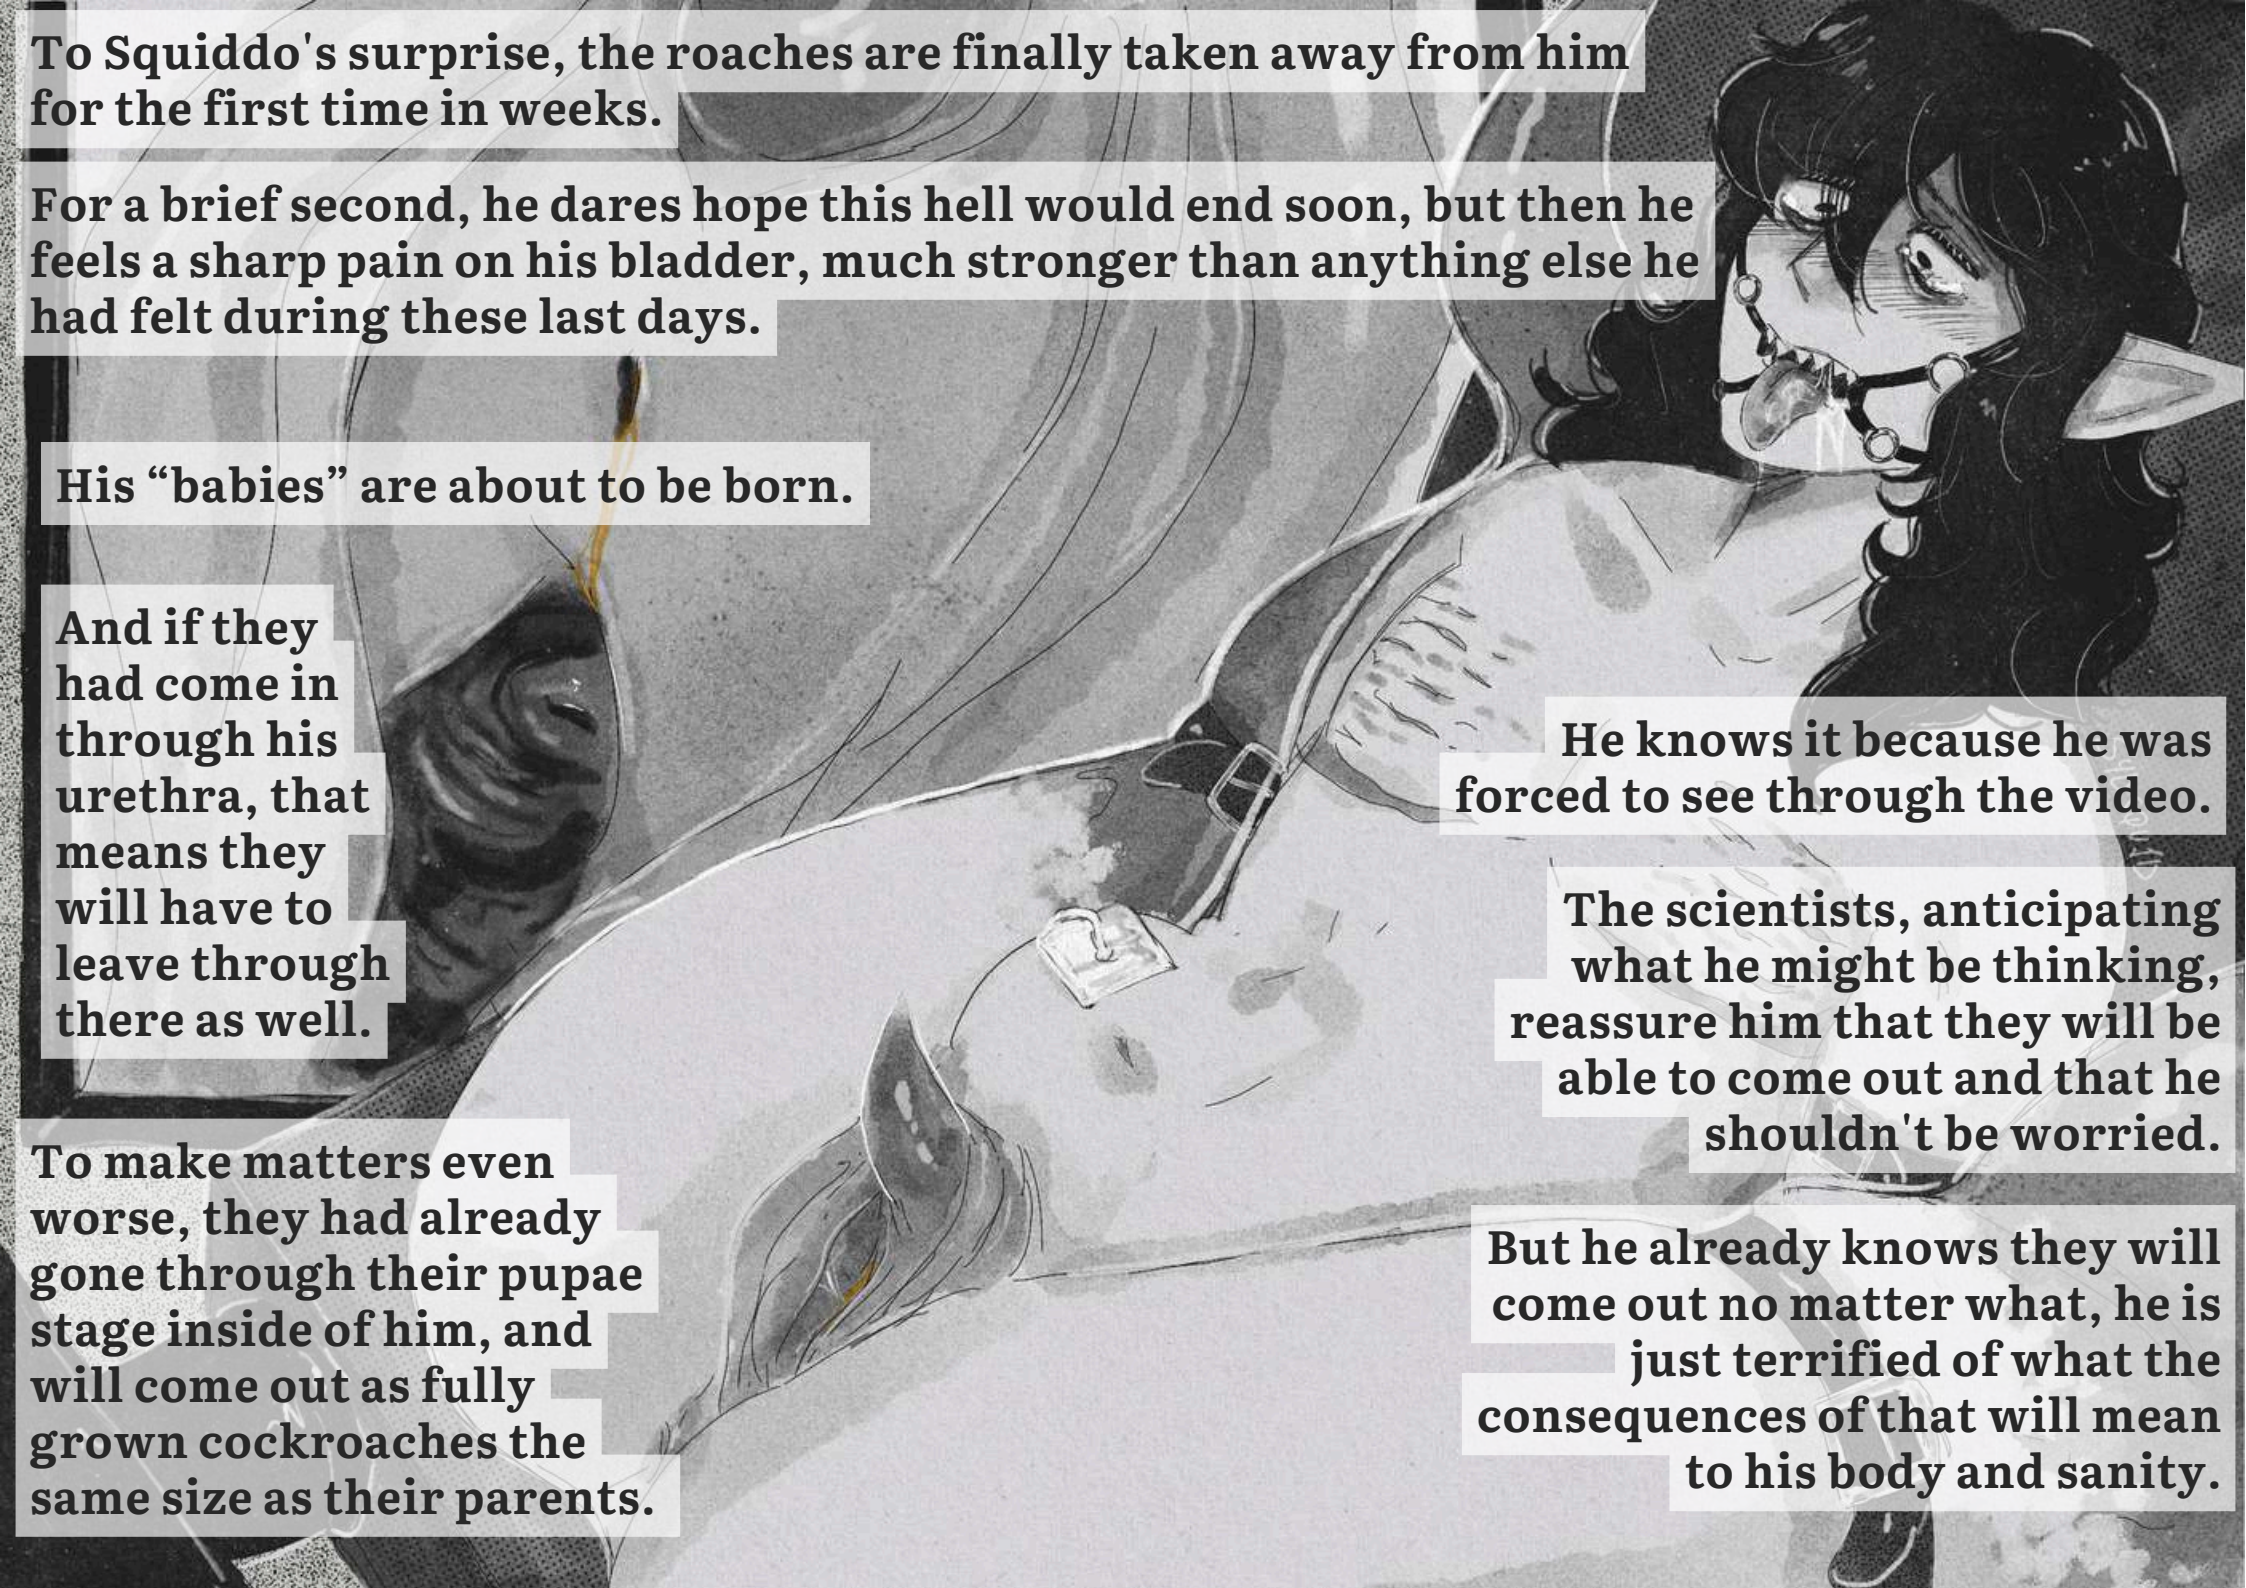 To Squiddo's surprise, the roaches are finally taken away from him
for the first time in weeks.
For a brief second, he dares hope this hell would end soon, but then he
feels a sharp pain on his bladder, much stronger than anything else he
had felt during these last days.
His “babies” are about to be born.
And if they
had come in
through his
urethra, that
means they
will have to
leave through
there as well.
He knows it because he was
forced to see through the video.
The scientists, anticipating
what he might be thinking,
reassure him that they will be
able to come out and that he
shouldn't be worried.
To make matters even
worse, they had already
gone through their pupae
stage inside of him, and
will come out as fully
grown cockroaches the
same size as their parents.
But he already knows they will
come out no matter what, he is
just terrified of what the
consequences of that will mean
to his body and sanity.